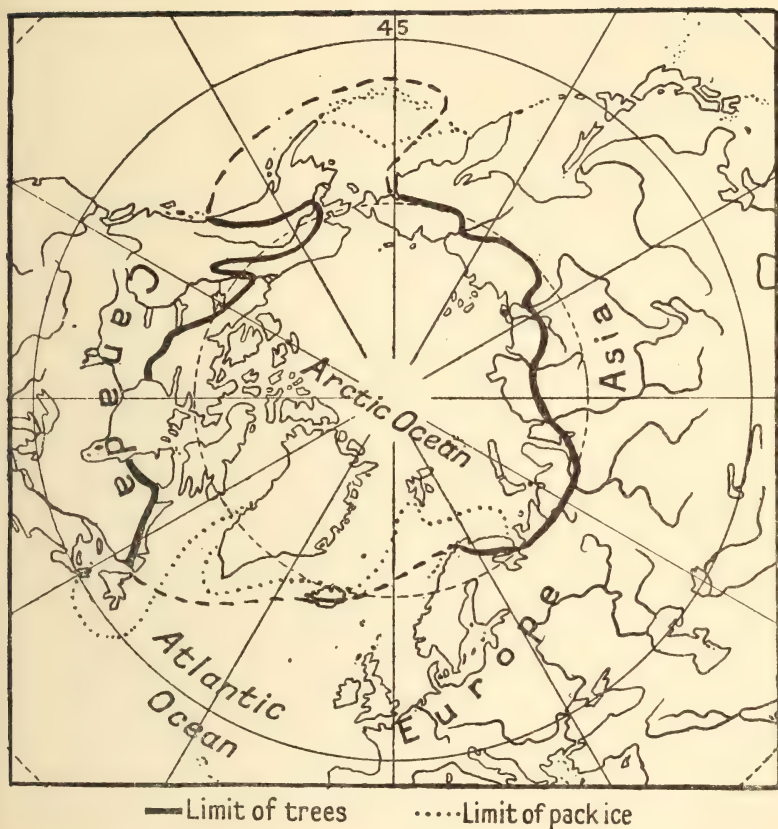 45
Canada
Arctic Ocean
Asia
Atlantic
Ocean
Europe
Limit of trees
Limit of pack ice